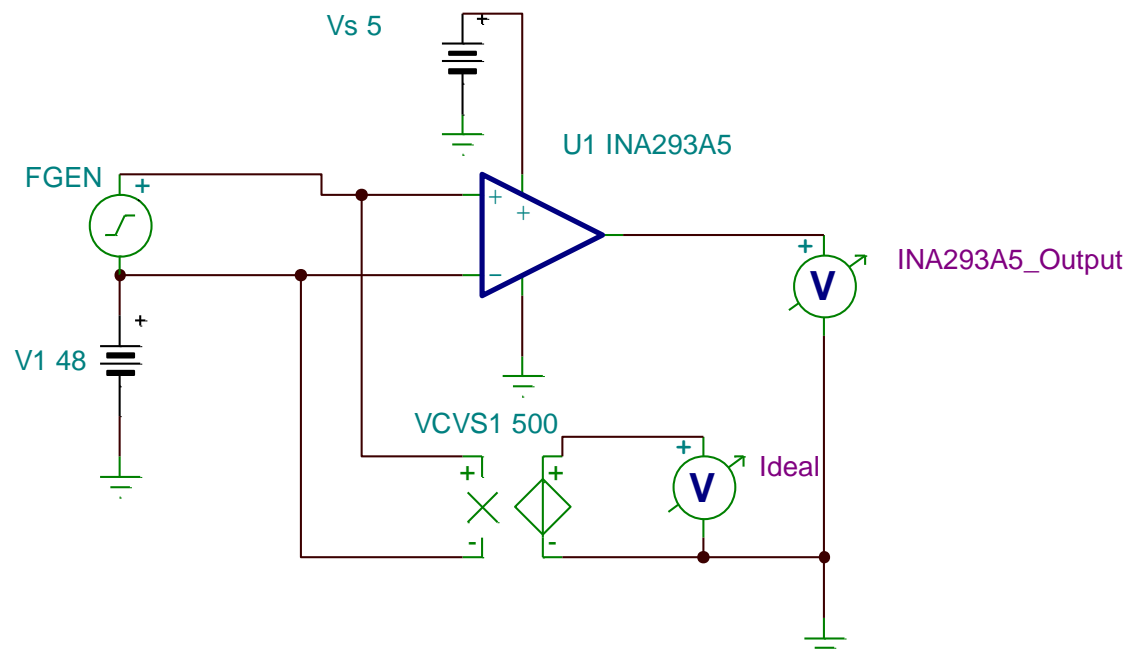 Vs 5
+
U1 INA293A5
FGEN
+
+
+
−
+
V
INA293A5_Output
+
V1 48
VCVS1 500
+
+
+
V
Ideal
-
-